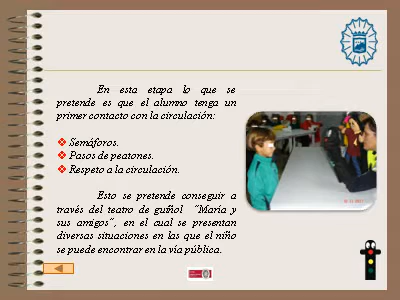 En esta etapa lo que se
pretende es que el alumno tenga un
primer contacto con la circulación:
Semáforos.
Pasos de peatones.
Respeto a la circulación.
Esto se pretende conseguir a
través del teatro de guiñol "María y
sus amigos", en el cual se presentan
diversas situaciones en las que el niño
se puede encontrar en la vía pública.